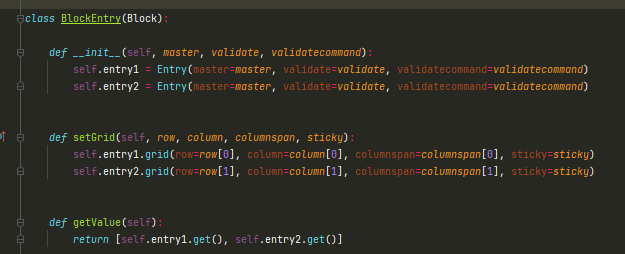 class BlockEntry(Block):
def __init__(self, master, validate, validatecommand):
self.entry1 = Entry(master=master, validate=validate, validatecommand=validatecommand)
self.entry2 = Entry(master=master, validate=validate, validatecommand=validatecommand)
def setGrid(self, row, column, columnspan, sticky):
self.entry1.grid(row=row[0], column=column[0], columnspan=columnspan[0], sticky=sticky)
self.entry2.grid(row=row[1], column=column[1], columnspan=columnspan[1], sticky=sticky)
def getValue(self):
return [self.entry1.get(), self.entry2.get()]